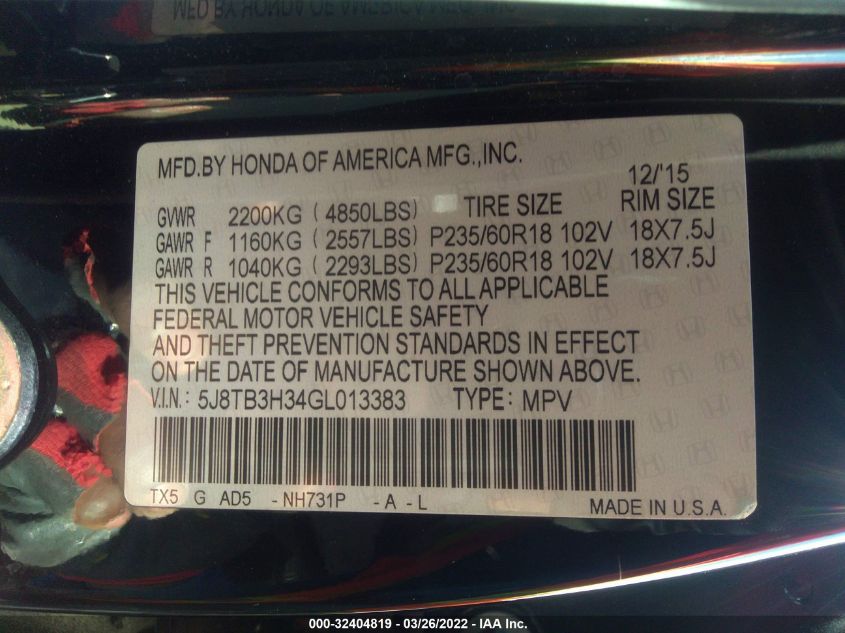 MFD.BY HONDA OF AMERICA MFG.,INC.
12/'15
GVWR 2200KG (4850LBS) TIRE SIZE RIM SIZE
GAWR F 1160KG (2557LBS) P235/60R18 102V 18X7.5J
GAWR R 1040KG (2293LBS) P235/60R18 102V 18X7.5J
THIS VEHICLE CONFORMS TO ALL APPLICABLE
FEDERAL MOTOR VEHICLE SAFETY
AND THEFT PREVENTION STANDARDS IN EFFECT
ON THE DATE OF MANUFACTURE SHOWN ABOVE.
V.I.N.: 5J8TB3H34GL013383 TYPE: MPV
TX5 G AD5 -NH731P -A -L
MADE IN U.S.A.
000-32404819 - 03/26/2022 - IAA Inc.